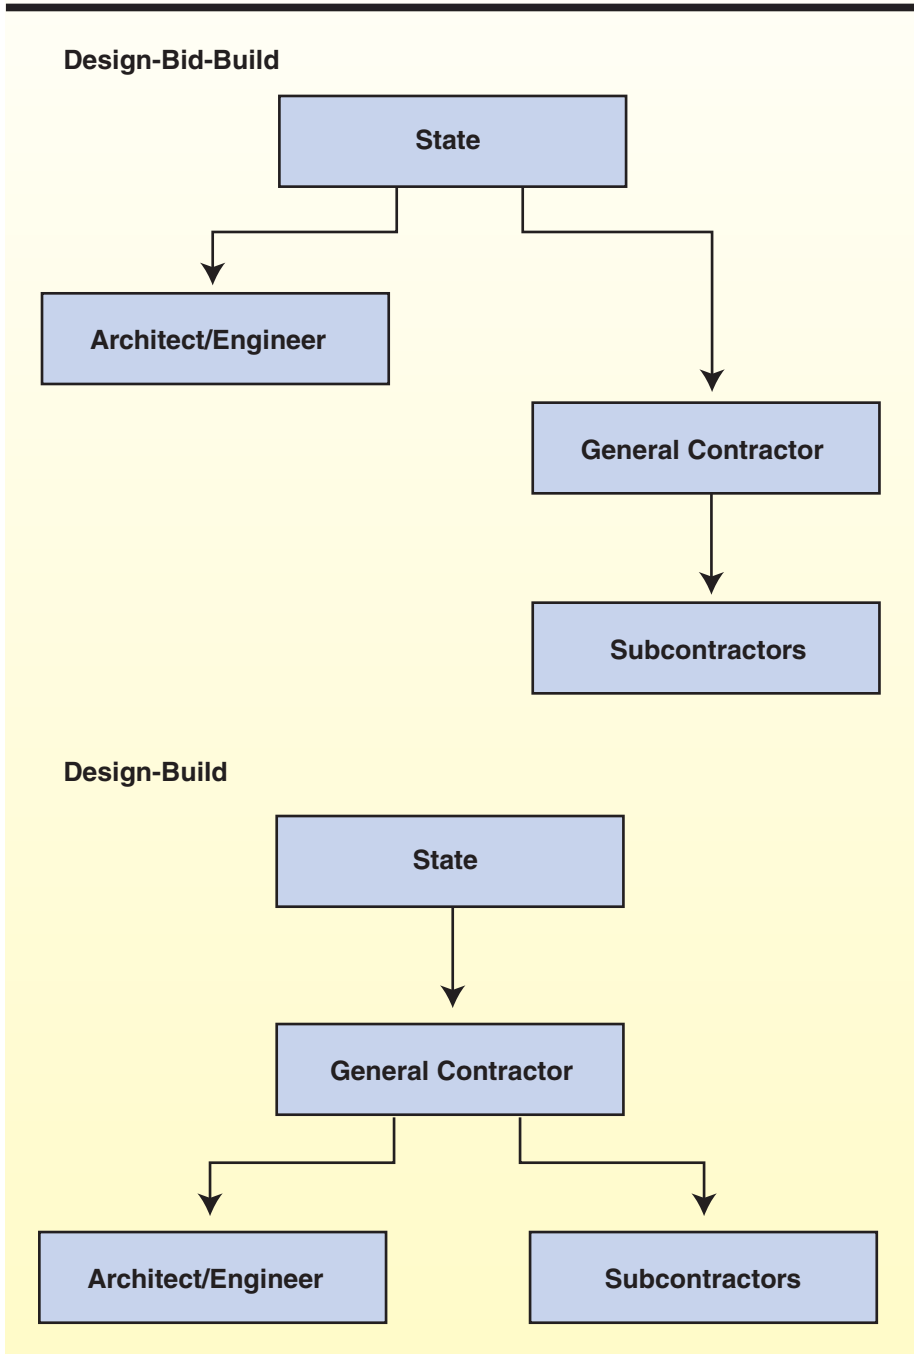 Design-Bid-Build
State
Architect/Engineer
General Contractor
Subcontractors
Design-Build
State
General Contractor
Architect/Engineer
Subcontractors